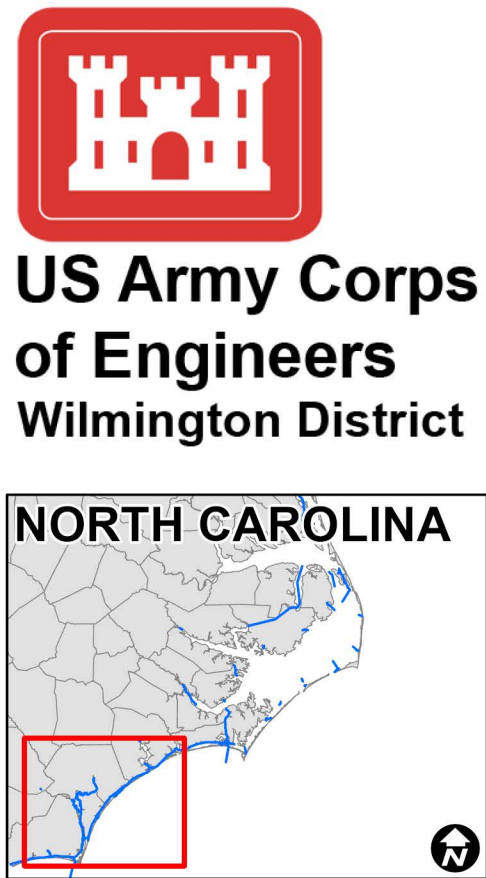 US Army Corps
of Engineers
Wilmington District
NORTH CAROLINA
N